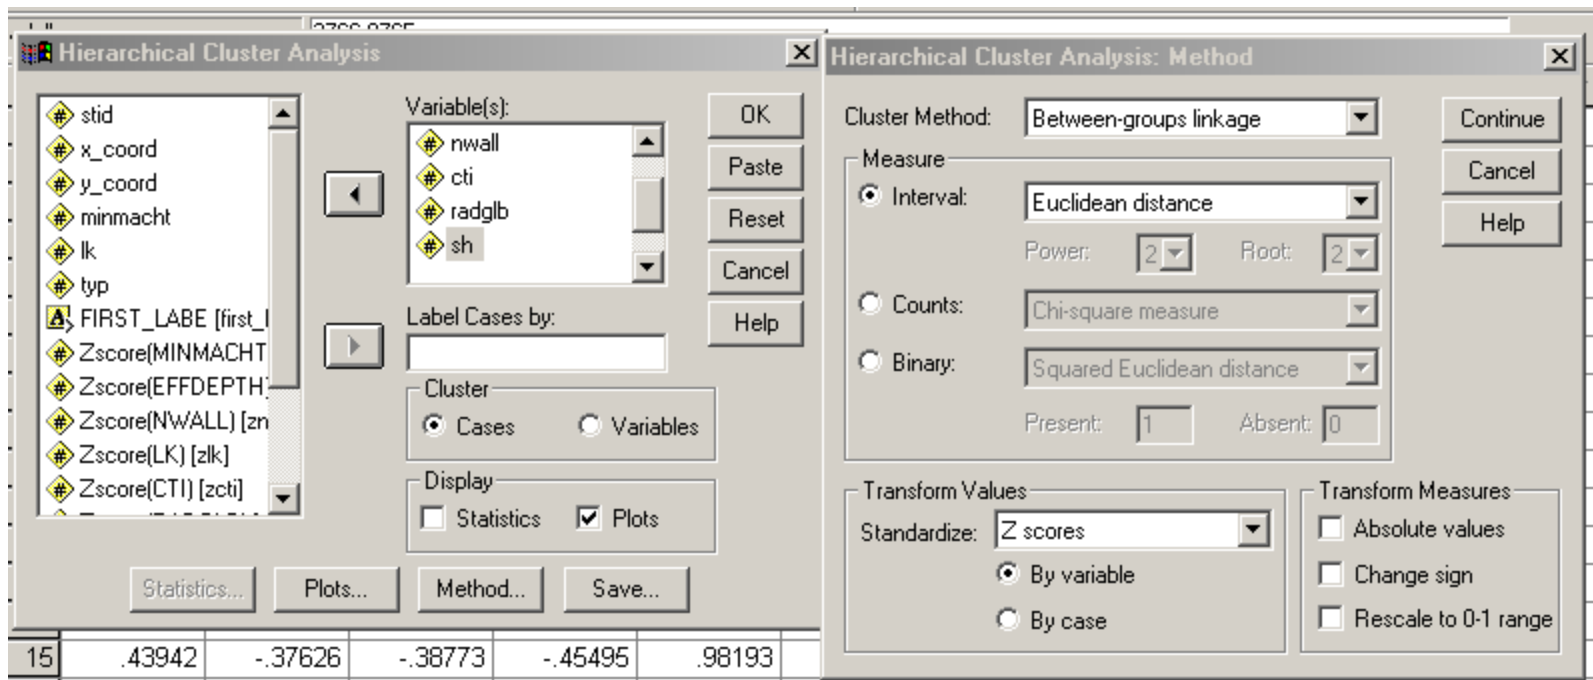 Hierarchical Cluster Analysis
stid
x_coord
y_coord
minmacht
lk
typ
FIRST_LABE [first_l
Zscore(MINMACHT
Zscore(EFFDEPTH)
Zscore(NWALL) [zn
Zscore(LK) [zlk]
Zscore(CTI) [zcti]
Variable(s):
nwall
cti
radglb
sh
Label Cases by:
Cluster
Cases Variables
Display
Statistics Plots
OK
Paste
Reset
Cancel
Help
Statistics... Plots... Method... Save...
Hierarchical Cluster Analysis: Method
Cluster Method: Between-groups linkage
Measure
Interval: Euclidean distance
Power: 2 Root: 2
Counts: Chi-square measure
Binary: Squared Euclidean distance
Present: 1 Absent: 0
Continue
Cancel
Help
Transform Values
Standardize: Z scores
By variable
By case
Transform Measures
Absolute values
Change sign
Rescale to 0-1 range
15 .43942 -.37626 -.38773 -.45495 .98193